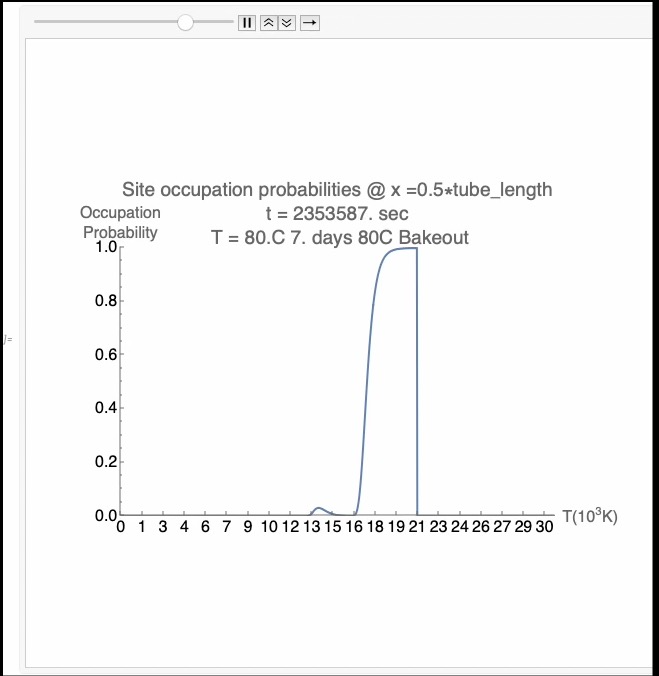 Site occupation probabilities @ x =0.5*tube_length
t = 2353587. sec
T = 80.C 7. days 80C Bakeout
Occupation
Probability
1.0
0.8
0.6
0.4
0.2
0.0
0 1 3 4 6 7 9 10 12 13 15 16 18 19 21 23 24 26 27 29 30
T(10³K)
]=